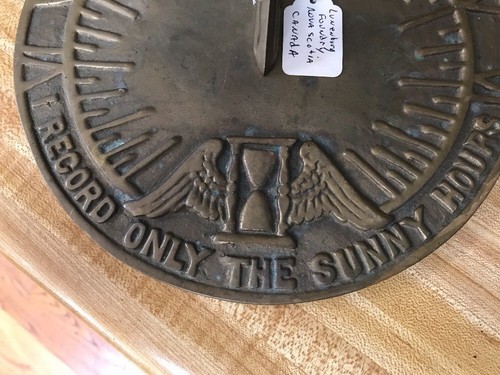 Lunenburg
Foundry.
NOVA SCOTIA
CANADA
I RECORD ONLY THE SUNNY HOURS